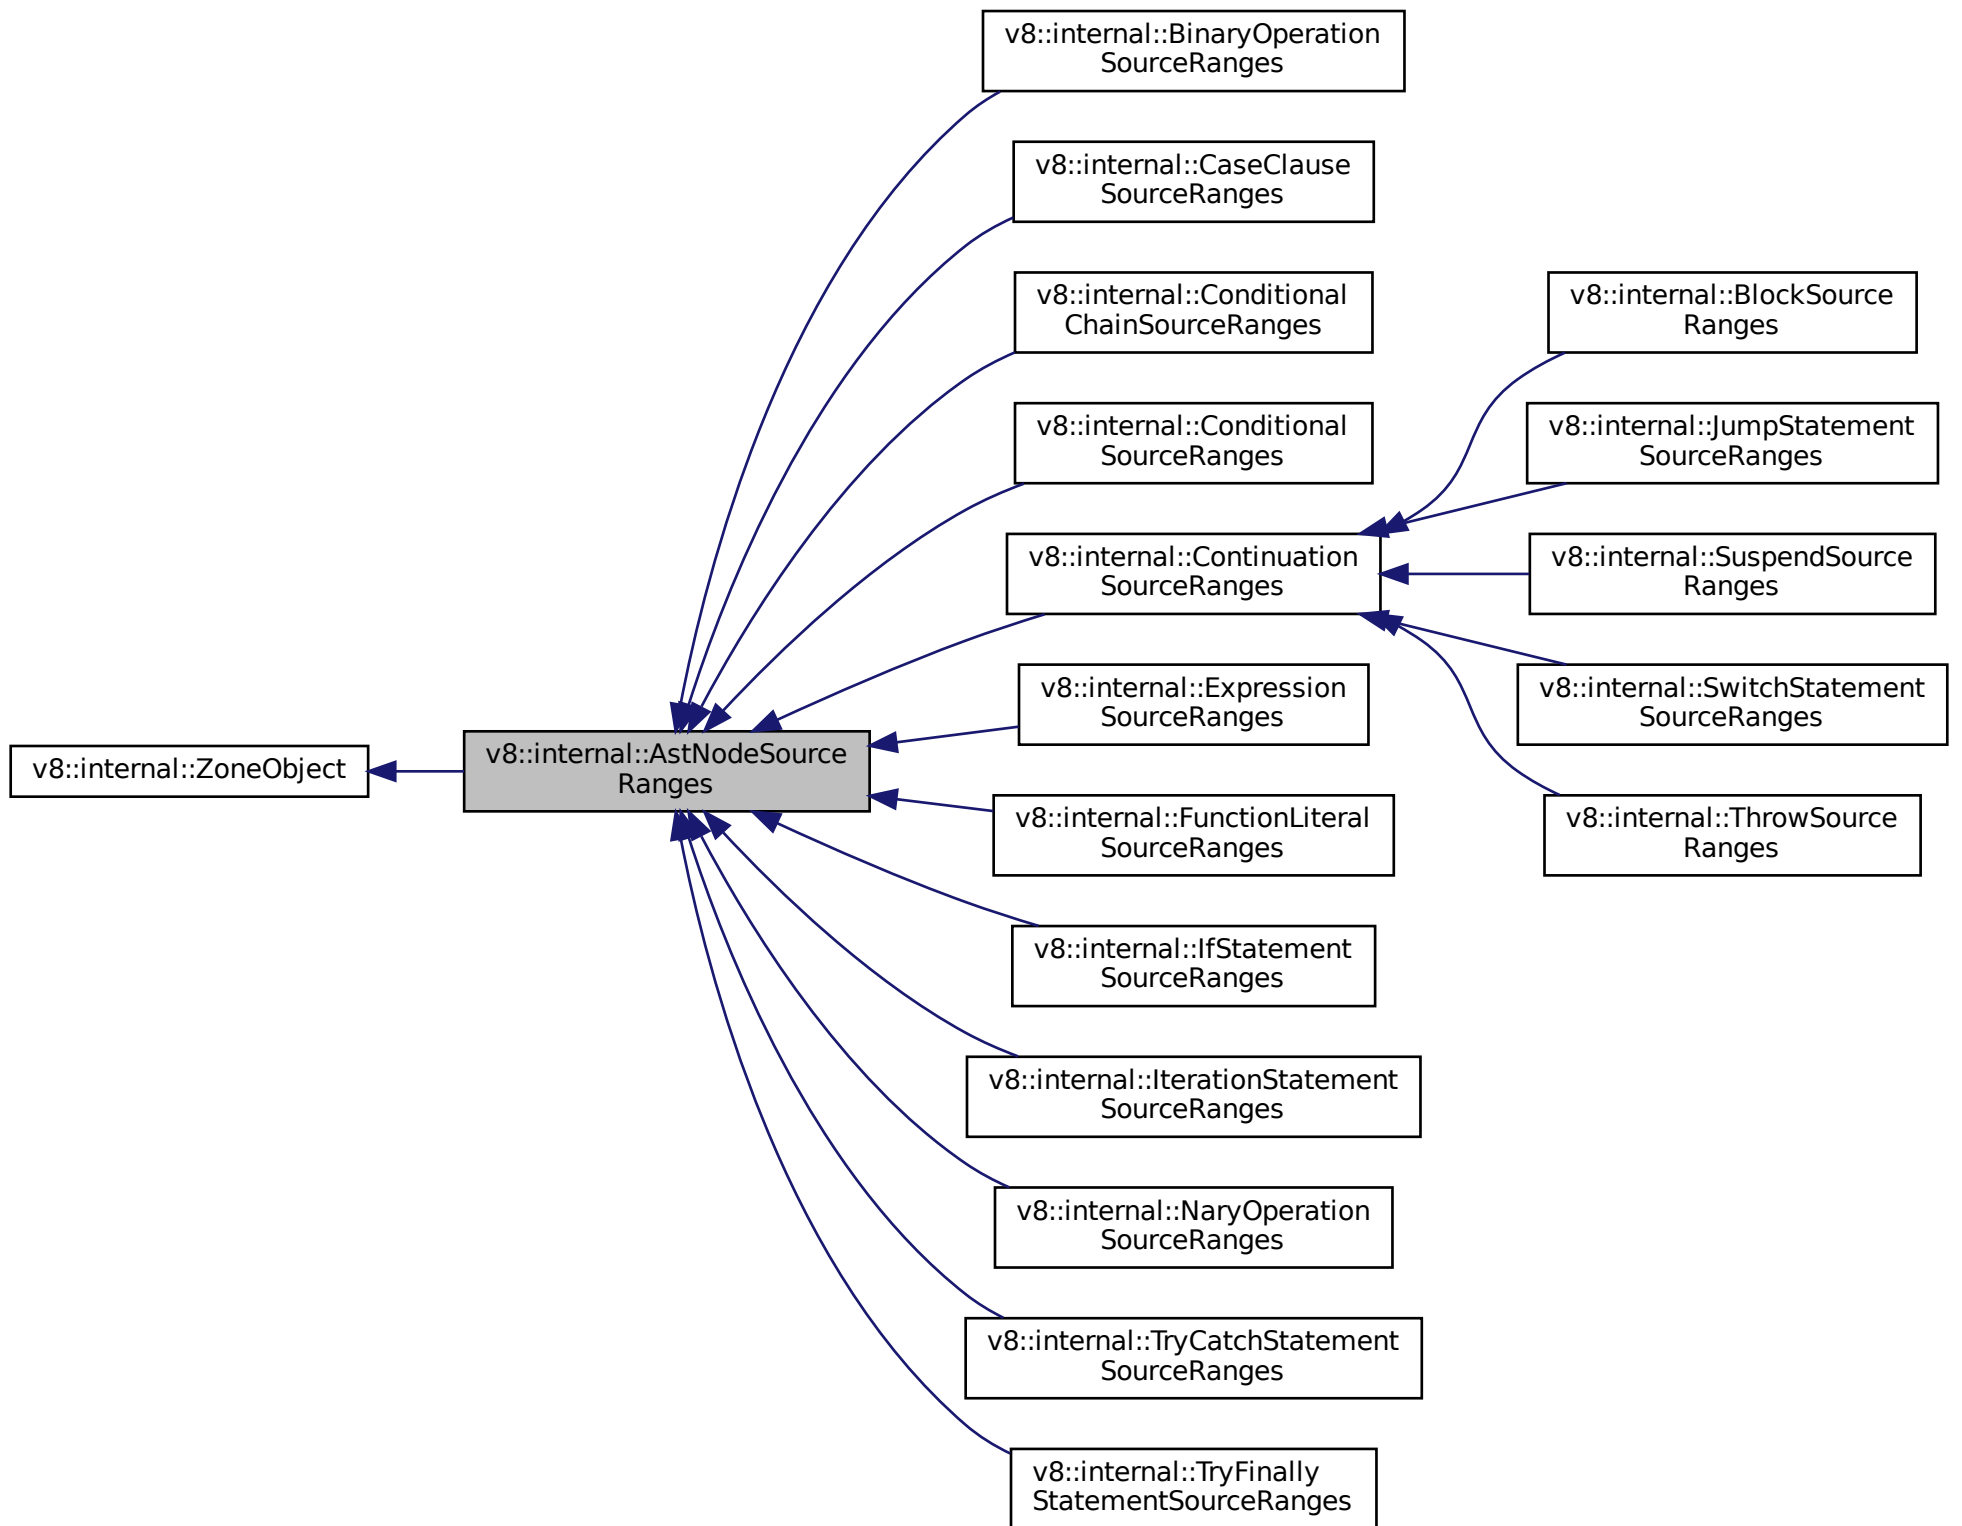 v8::internal::ZoneObject
v8::internal::AstNodeSource
Ranges
v8::internal::BinaryOperation
SourceRanges
v8::internal::CaseClause
SourceRanges
v8::internal::Conditional
ChainSourceRanges
v8::internal::Conditional
SourceRanges
v8::internal::Continuation
SourceRanges
v8::internal::Expression
SourceRanges
v8::internal::FunctionLiteral
SourceRanges
v8::internal::IfStatement
SourceRanges
v8::internal::IterationStatement
SourceRanges
v8::internal::NaryOperation
SourceRanges
v8::internal::TryCatchStatement
SourceRanges
v8::internal::TryFinally
StatementSourceRanges
v8::internal::BlockSource
Ranges
v8::internal::JumpStatement
SourceRanges
v8::internal::SuspendSource
Ranges
v8::internal::SwitchStatement
SourceRanges
v8::internal::ThrowSource
Ranges